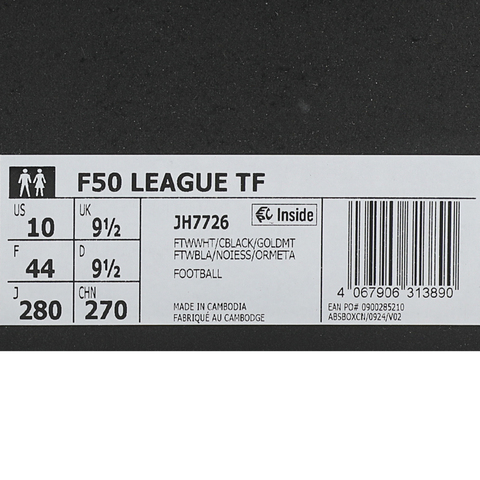 F50 LEAGUE TF
US UK
10 9½
F D
44 9½
J CHN
280 270
JH7726
Inside
FTWWHT/CBLACK/GOLDMT
FTWBLA/NOIESS/ORMETA
FOOTBALL
MADE IN CAMBODIA
FABRIQUÉ AU CAMBODGE
4 067906 313890
EAN PO# 0900285210
ABSBOXCN/0924/V02